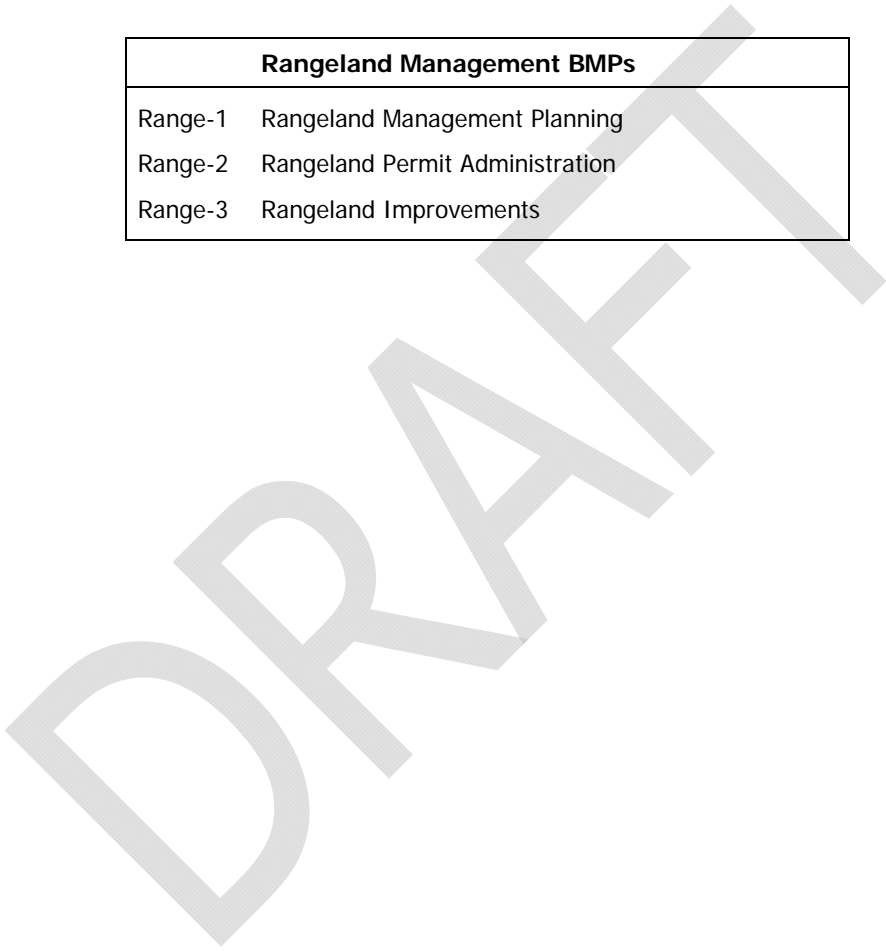 Rangeland Management BMPs
Range-1 Rangeland Management Planning
Range-2 Rangeland Permit Administration
Range-3 Rangeland Improvements
DRAFT